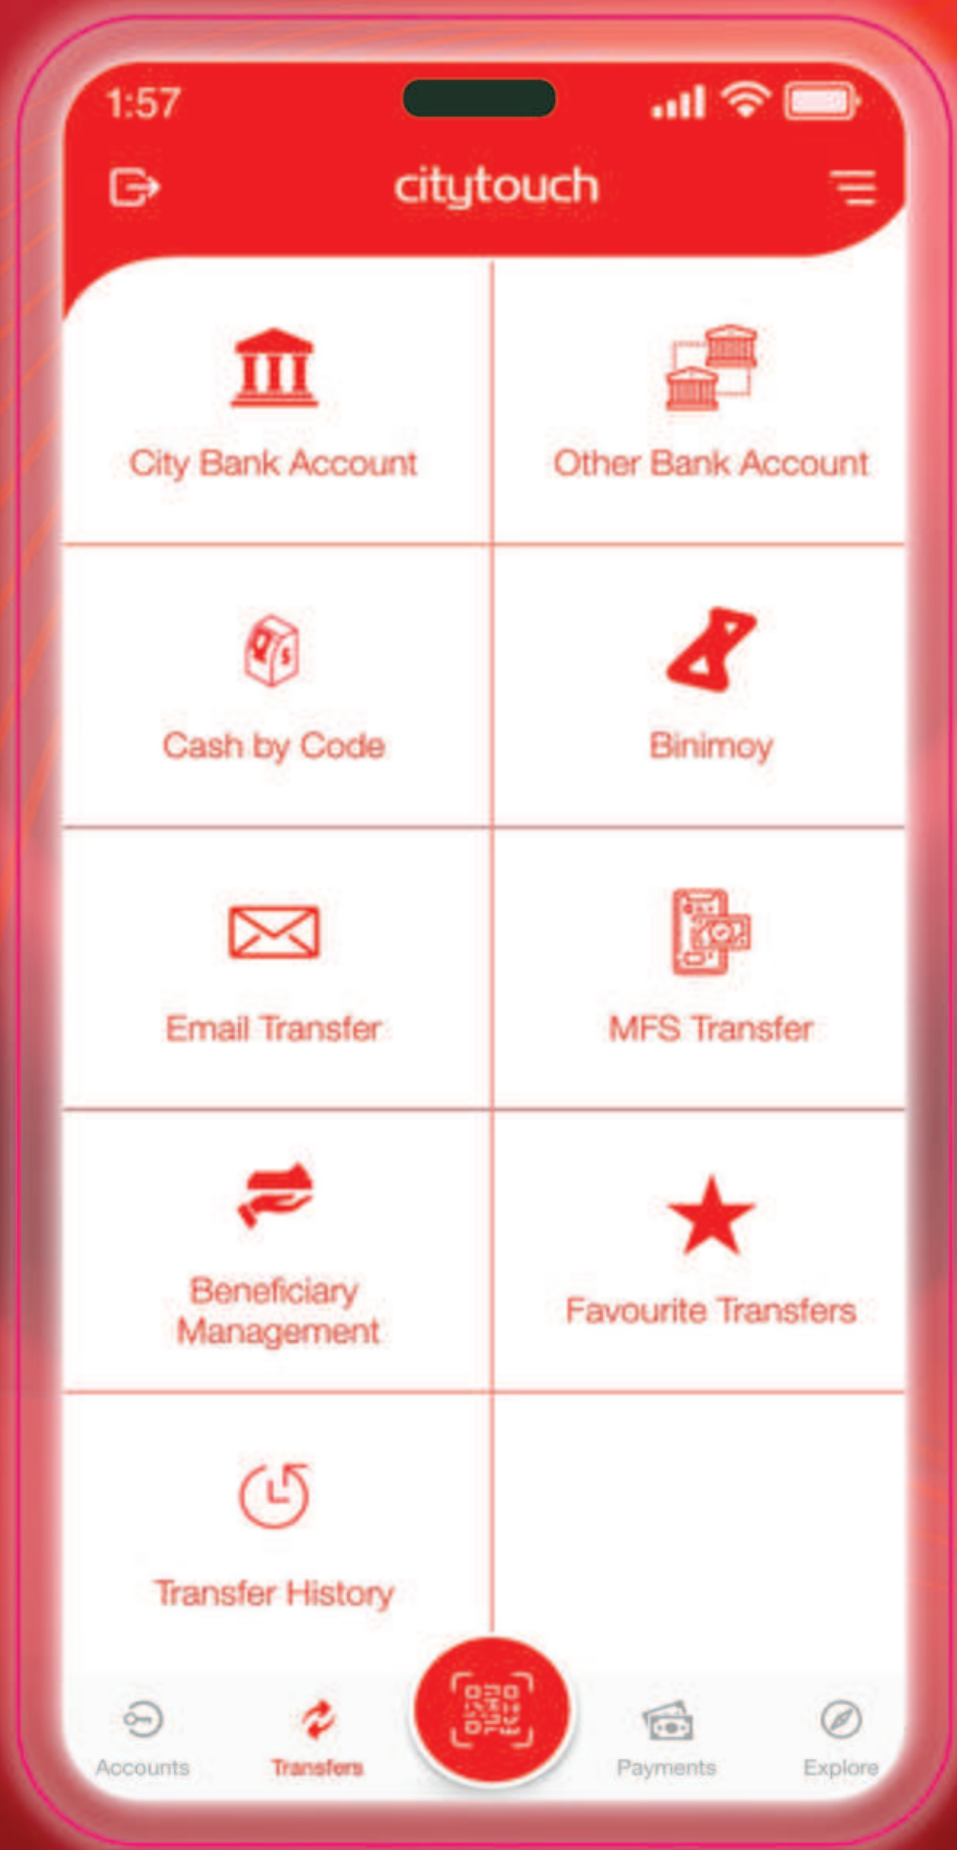 1:57
citytouch
City Bank Account
Other Bank Account
Cash by Code
Binimoy
Email Transfer
MFS Transfer
Beneficiary
Management
Favourite Transfers
Transfer History
Accounts
Transfers
Payments
Explore